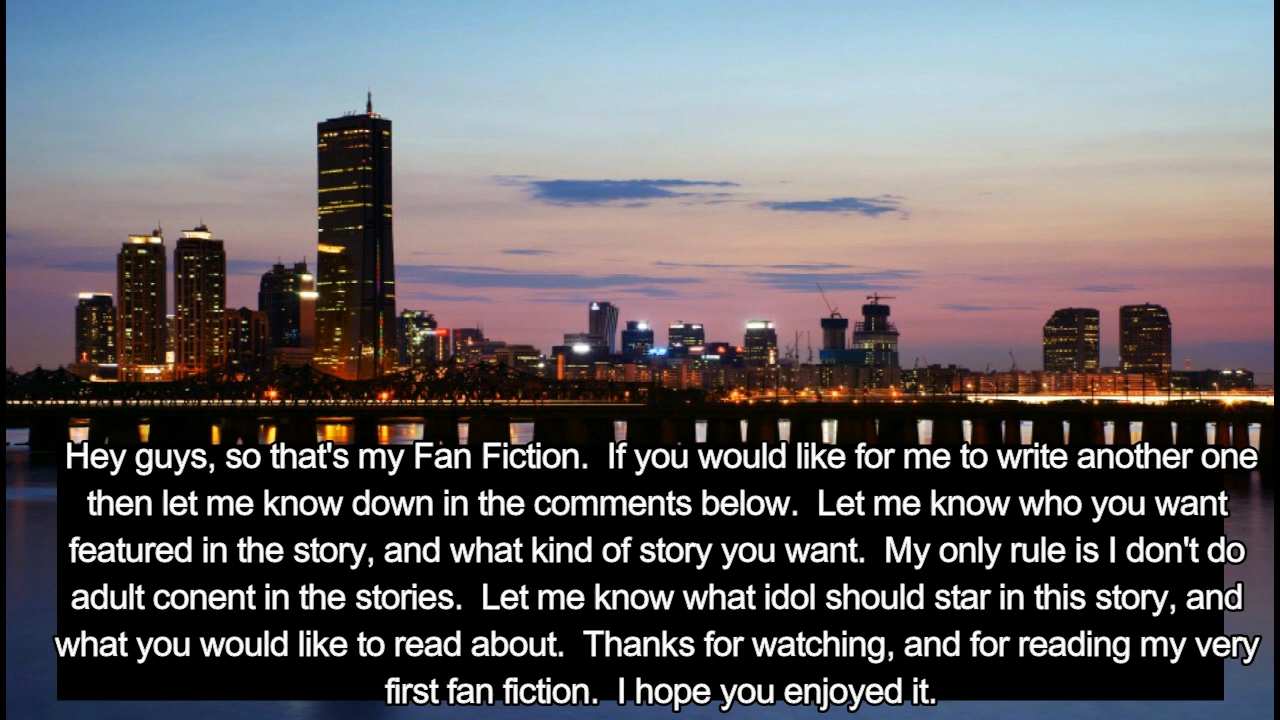 Hey guys, so that's my Fan Fiction.  If you would like for me to write another one
then let me know down in the comments below.  Let me know who you want
featured in the story, and what kind of story you want.  My only rule is I don't do
adult conent in the stories.  Let me know what idol should star in this story, and
what you would like to read about.  Thanks for watching, and for reading my very
first fan fiction.  I hope you enjoyed it.